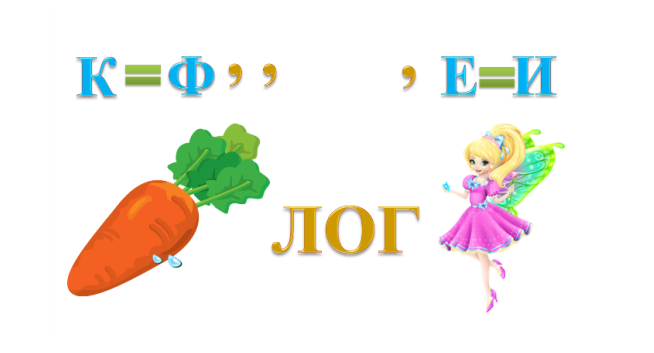 К=Ф,, , Е=И
ЛОГ